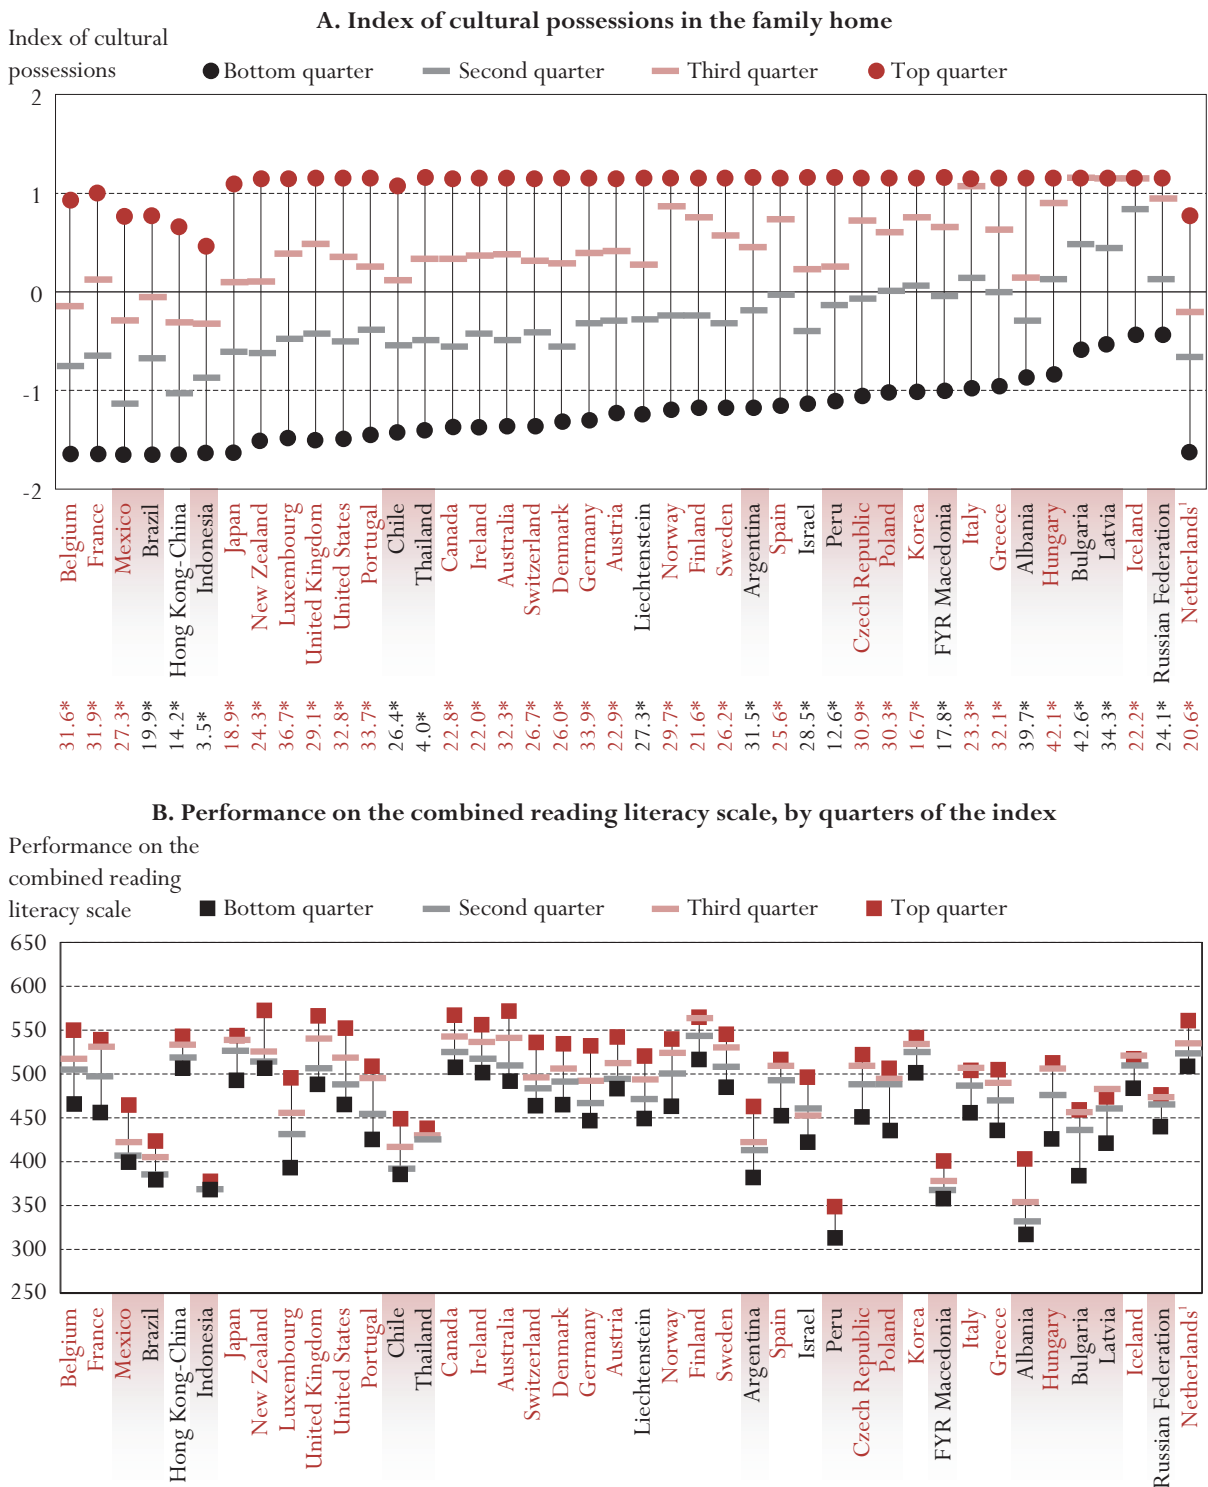 A. Index of cultural possessions in the family home
Index of cultural
possessions
Bottom quarter
Second quarter
Third quarter
Top quarter
2
1
0
-1
-2
Belgium
France
Mexico
Brazil
Hong Kong-China
Indonesia
Japan
New Zealand
Luxembourg
United Kingdom
United States
Portugal
Chile
Thailand
Canada
Ireland
Australia
Switzerland
Denmark
Germany
Austria
Liechtenstein
Norway
Finland
Sweden
Argentina
Spain
Israel
Peru
Czech Republic
Poland
Korea
FYR Macedonia
Italy
Greece
Albania
Hungary
Bulgaria
Latvia
Iceland
Russian Federation
Netherlands¹
31.6*
31.9*
27.3*
19.9*
14.2*
3.5*
18.9*
24.3*
36.7*
29.1*
32.8*
33.7*
26.4*
4.0*
22.8*
22.0*
32.3*
26.7*
26.0*
33.9*
22.9*
27.3*
29.7*
21.6*
26.2*
31.5*
25.6*
28.5*
12.6*
30.9*
30.3*
16.7*
17.8*
23.3*
32.1*
39.7*
42.1*
42.6*
34.3*
22.2*
24.1*
20.6*
B. Performance on the combined reading literacy scale, by quarters of the index
Performance on the
combined reading
literacy scale
Bottom quarter
Second quarter
Third quarter
Top quarter
650
600
550
500
450
400
350
300
250
Belgium
France
Mexico
Brazil
Hong Kong-China
Indonesia
Japan
New Zealand
Luxembourg
United Kingdom
United States
Portugal
Chile
Thailand
Canada
Ireland
Australia
Switzerland
Denmark
Germany
Austria
Liechtenstein
Norway
Finland
Sweden
Argentina
Spain
Israel
Peru
Czech Republic
Poland
Korea
FYR Macedonia
Italy
Greece
Albania
Hungary
Bulgaria
Latvia
Iceland
Russian Federation
Netherlands¹